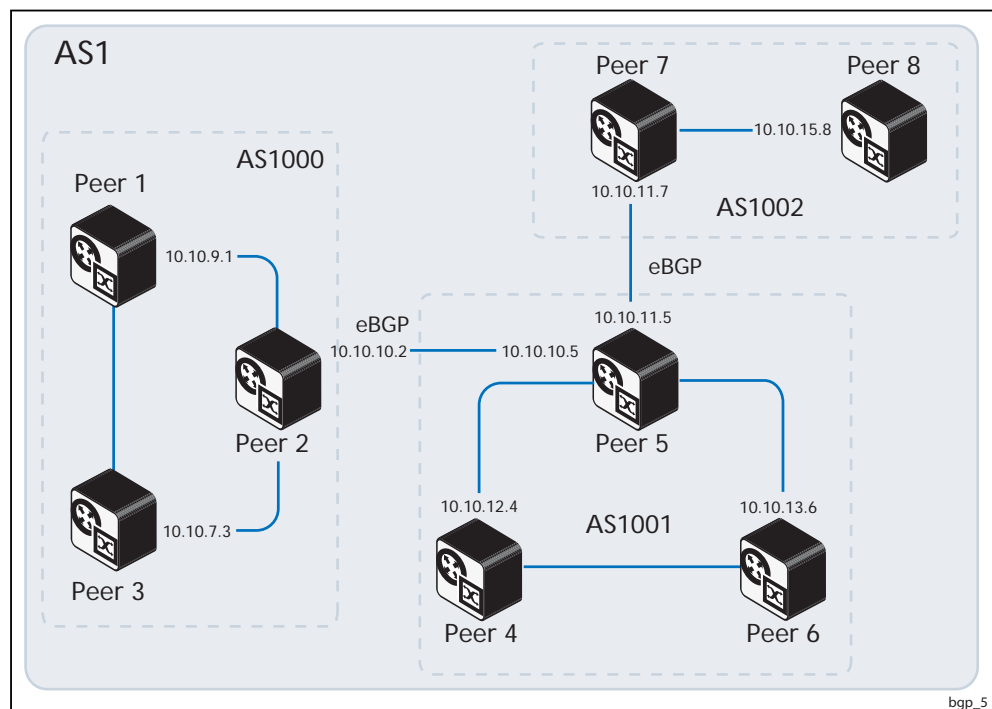 AS1
Peer 7
Peer 8
10.10.15.8
10.10.11.7
AS1002
AS1000
Peer 1
10.10.9.1
eBGP
10.10.11.5
eBGP
10.10.10.2
10.10.10.5
Peer 2
Peer 5
10.10.12.4
10.10.13.6
AS1001
10.10.7.3
Peer 3
Peer 4
Peer 6
bgp_5